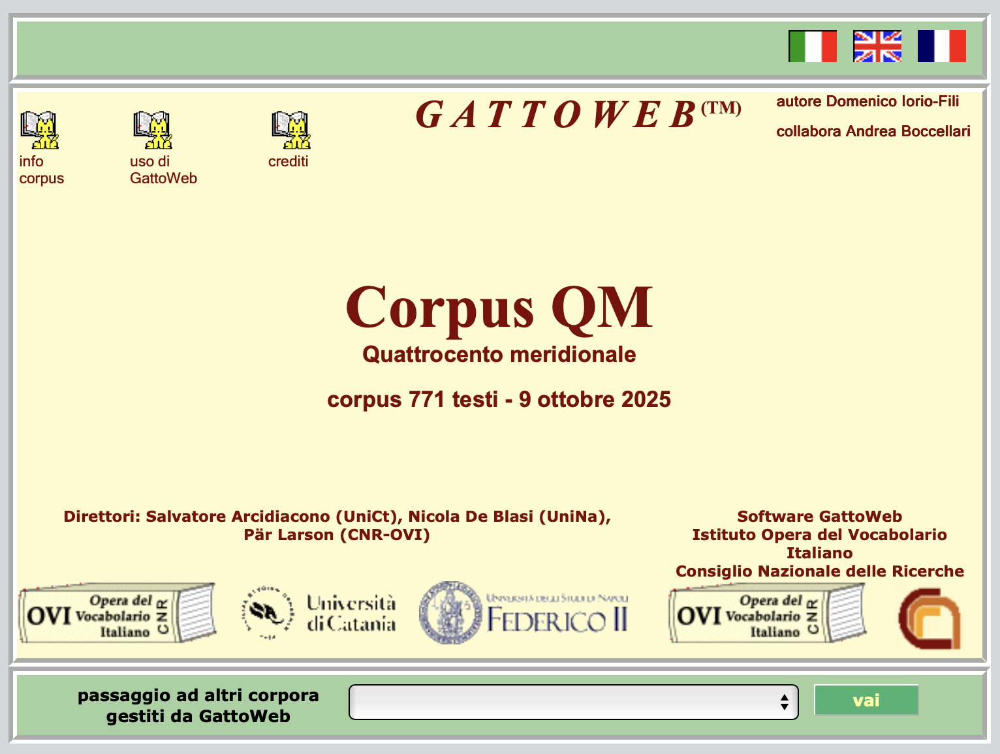 G A T T O W E B (TM)
autore Domenico Iorio-Fili
collabora Andrea Boccellari
info
corpus
uso di
GattoWeb
crediti
Corpus QM
Quattrocento meridionale
corpus 771 testi - 9 ottobre 2025
Direttori: Salvatore Arcidiacono (UniCt), Nicola De Blasi (UniNa),
Pär Larson (CNR-OVI)
Software GattoWeb
Istituto Opera del Vocabolario
Italiano
Consiglio Nazionale delle Ricerche
OVI Opera del
Vocabolario
Italiano
CNR
Università
di Catania
UNIVERSITÀ DEGLI STUDI DI NAPOLI
FEDERICO II
OVI Opera del
Vocabolario
Italiano
CNR
passaggio ad altri corpora
gestiti da GattoWeb
vai